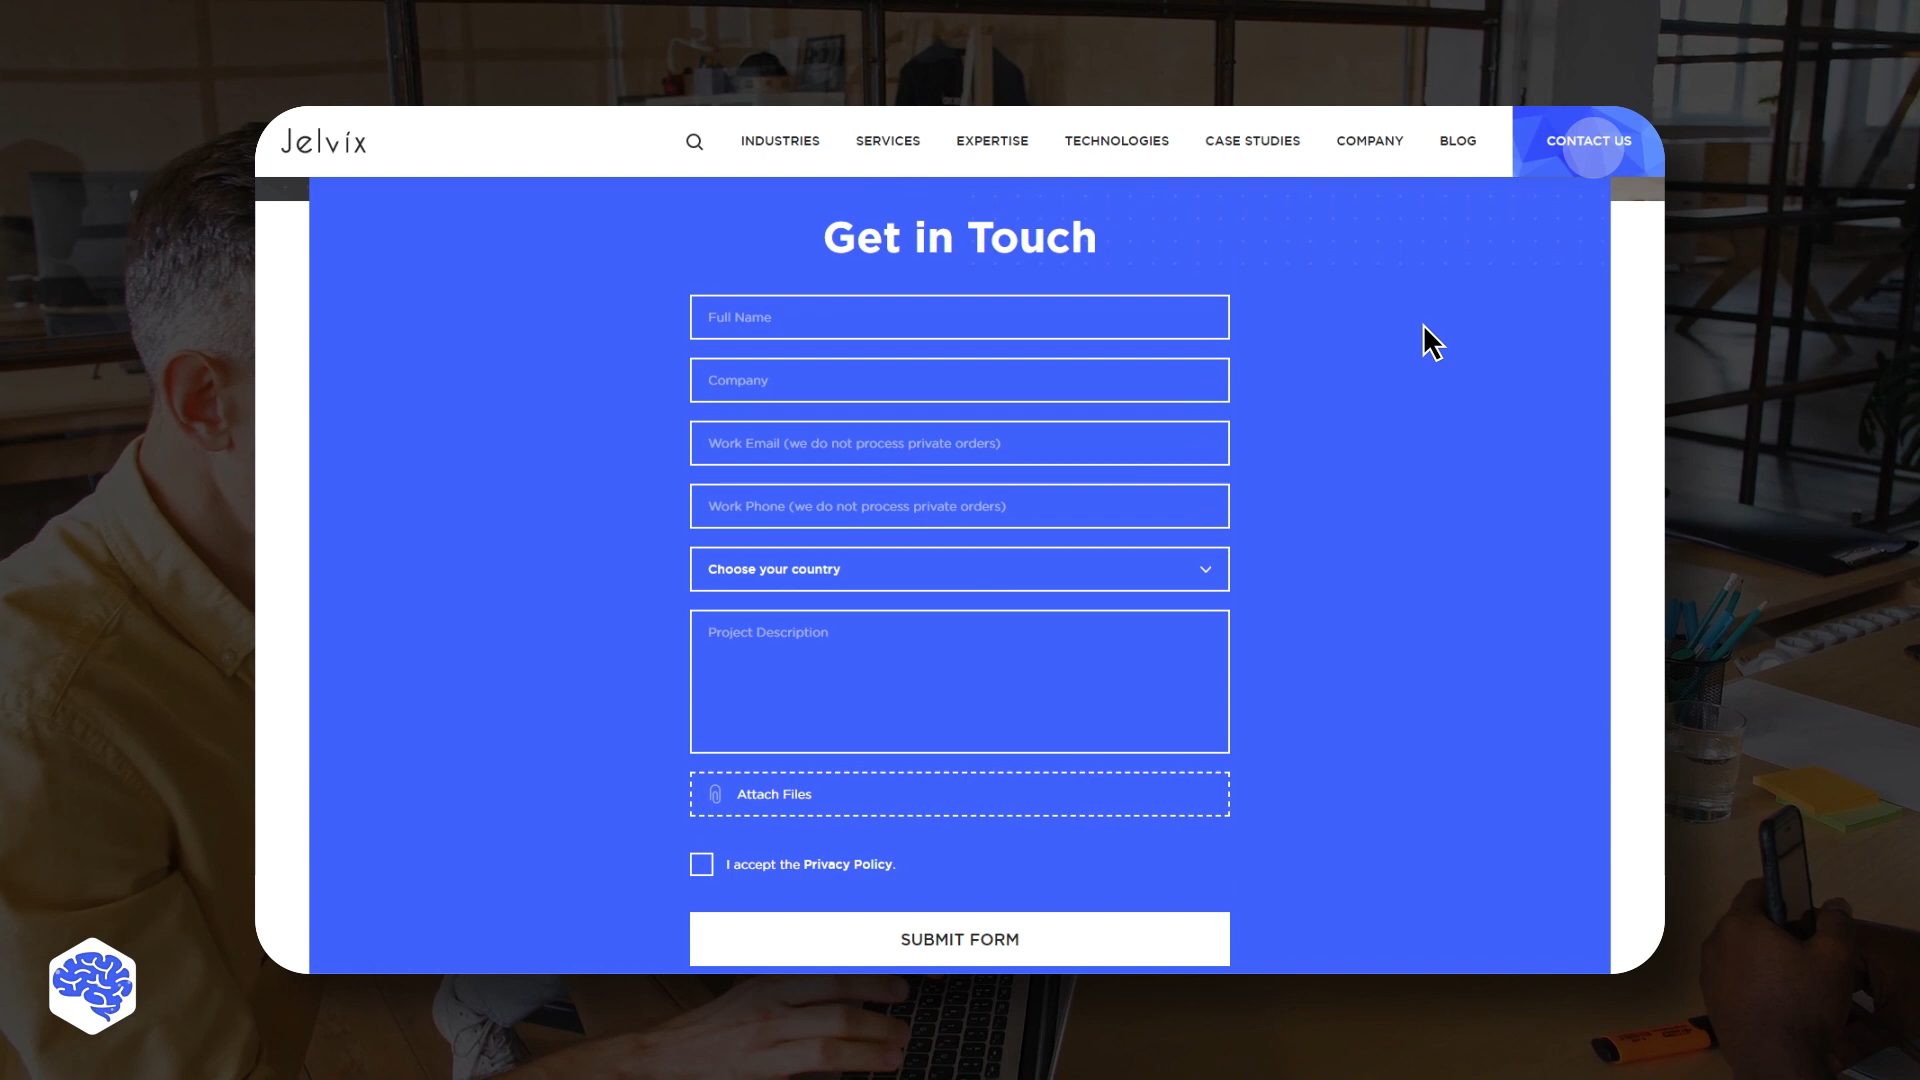 Jelvix
INDUSTRIES
SERVICES
EXPERTISE
TECHNOLOGIES
CASE STUDIES
COMPANY
BLOG
CONTACT US
Get in Touch
Full Name
Company
Work Email (we do not process private orders)
Work Phone (we do not process private orders)
Choose your country
Project Description
Attach Files
I accept the Privacy Policy.
SUBMIT FORM